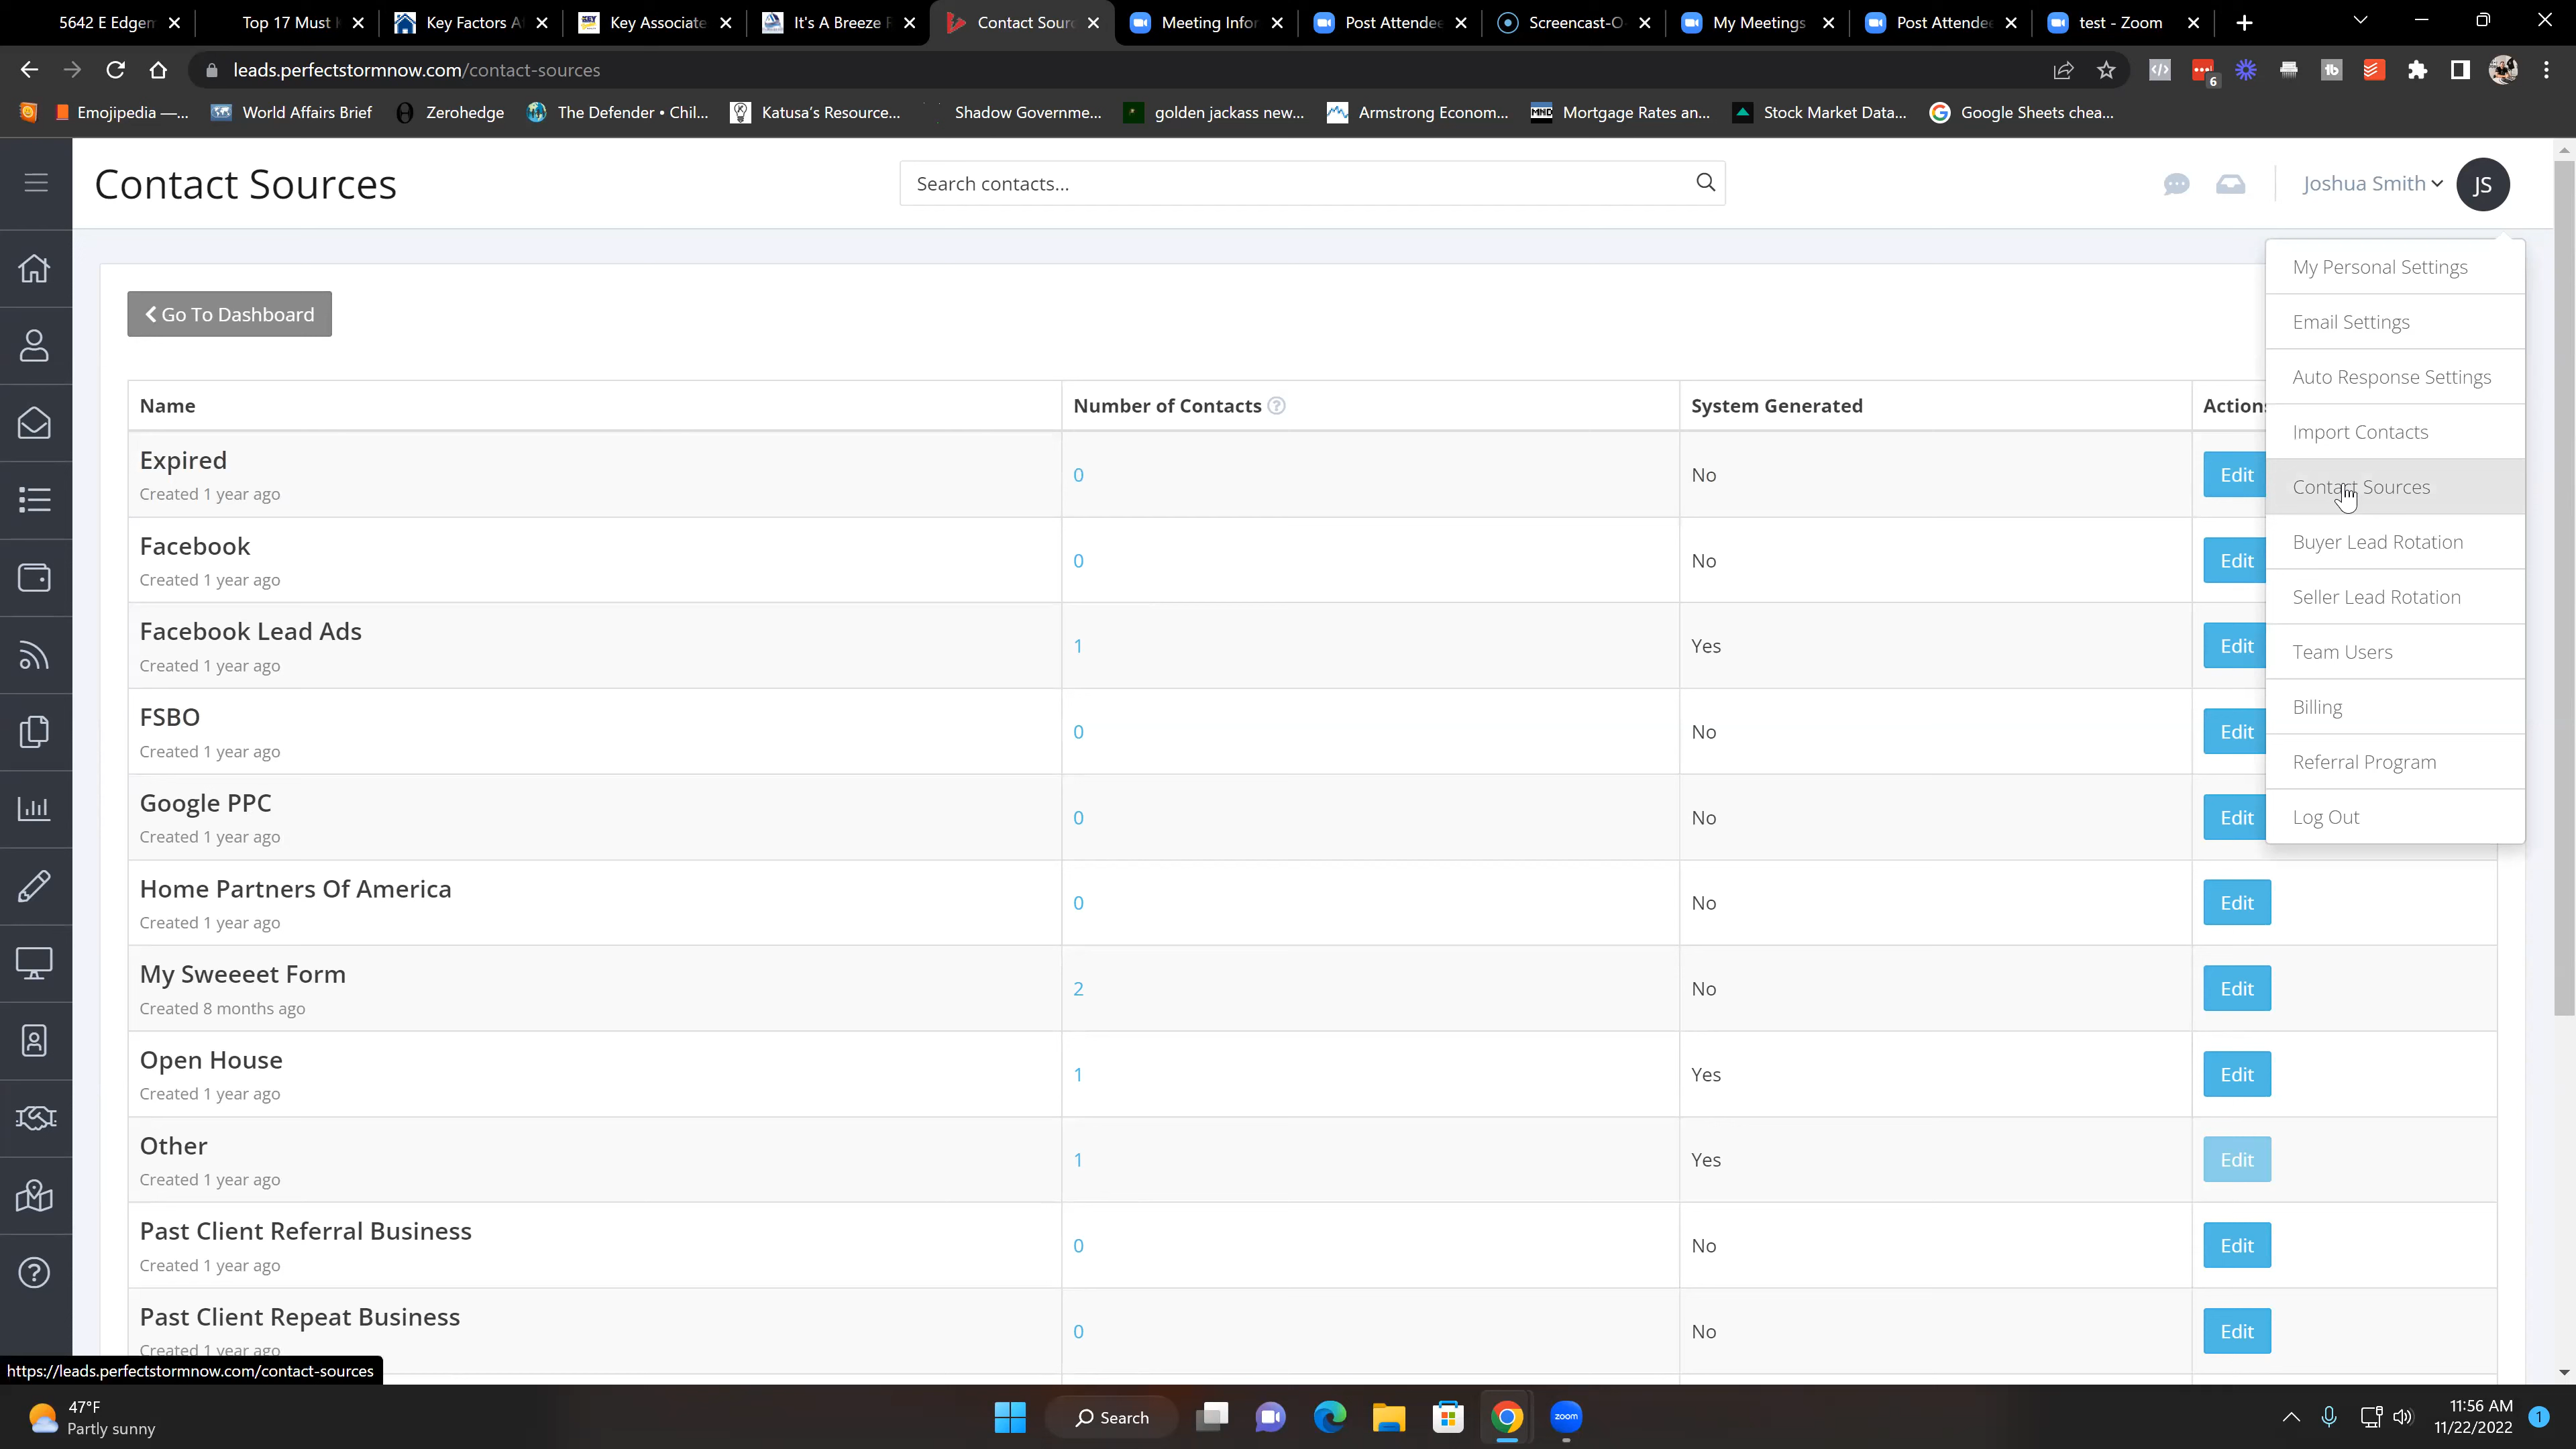 5642 E Edgem
Top 17 Must
Key Factors A
Key Associate
It's A Breeze
Contact Sour
Meeting Infor
Post Attendee
Screencast-O
My Meetings
Post Attendee
test - Zoom
leads.perfectstormnow.com/contact-sources
6
Emojipedia —...
World Affairs Brief
Zerohedge
The Defender • Chil...
Katusa's Resource...
Shadow Governme...
golden jackass new...
Armstrong Econom...
MND
Mortgage Rates an...
Stock Market Data...
Google Sheets chea...
Contact Sources
Search contacts...
Joshua Smith
JS
Go To Dashboard
My Personal Settings
Email Settings
Auto Response Settings
Import Contacts
Contact Sources
Buyer Lead Rotation
Seller Lead Rotation
Team Users
Billing
Referral Program
Log Out
Name Number of Contacts System Generated Actions
Expired
Created 1 year ago
0 No Edit
Facebook
Created 1 year ago
0 No Edit
Facebook Lead Ads
Created 1 year ago
1 Yes Edit
FSBO
Created 1 year ago
0 No Edit
Google PPC
Created 1 year ago
0 No Edit
Home Partners Of America
Created 1 year ago
0 No Edit
My Sweeeet Form
Created 8 months ago
2 No Edit
Open House
Created 1 year ago
1 Yes Edit
Other
Created 1 year ago
1 Yes Edit
Past Client Referral Business
Created 1 year ago
0 No Edit
Past Client Repeat Business
Created 1 year ago
0 No Edit
https://leads.perfectstormnow.com/contact-sources
47°F
Partly sunny
Search
zoom
11:56 AM
11/22/2022
1